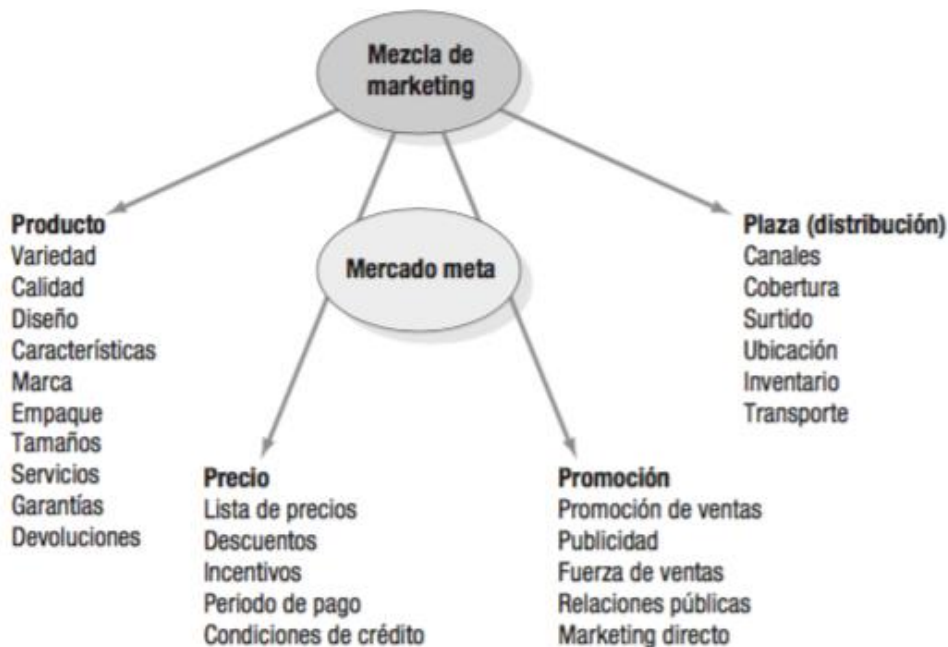 Mezcla de
marketing
Mercado meta
Producto
Variedad
Calidad
Diseño
Características
Marca
Empaque
Tamaños
Servicios
Garantías
Devoluciones
Precio
Lista de precios
Descuentos
Incentivos
Periodo de pago
Condiciones de crédito
Promoción
Promoción de ventas
Publicidad
Fuerza de ventas
Relaciones públicas
Marketing directo
Plaza (distribución)
Canales
Cobertura
Surtido
Ubicación
Inventario
Transporte